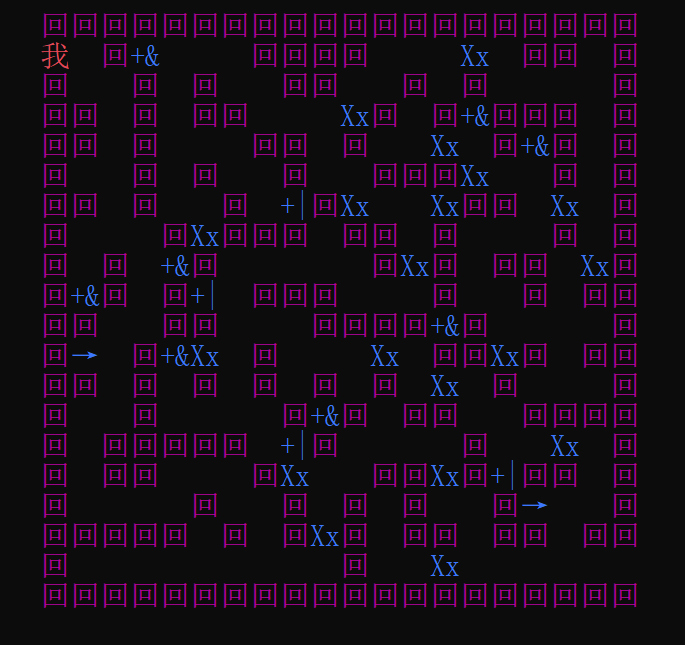 回回回回回回回回回回回回回回回回回回回回
我  回+&      回回回回      Xx  回回  回
回    回  回    回回    回  回        回
回回  回  回回      Xx回  回+&回回回  回
回回  回      回回  回    Xx  回+&回  回
回    回  回    回    回回回Xx    回  回
回回  回    回  +|回Xx    Xx回回  Xx  回
回      回Xx回回回  回回  回      回  回
回  回  +&回          回Xx回  回回  Xx回
回+&回  回+|  回回回      回    回  回回
回回    回回      回回回回+&回        回
回→  回+&Xx  回      Xx  回回Xx回  回回
回回  回  回  回  回  回  Xx  回      回
回    回        回+&回  回回    回回回回
回  回回回回回  +|回        回    Xx  回
回  回回      回Xx    回回Xx回+|回回  回
回        回    回  回  回    回→    回
回回回回回  回  回Xx回  回回  回回  回回
回                  回    Xx
回回回回回回回回回回回回回回回回回回回回